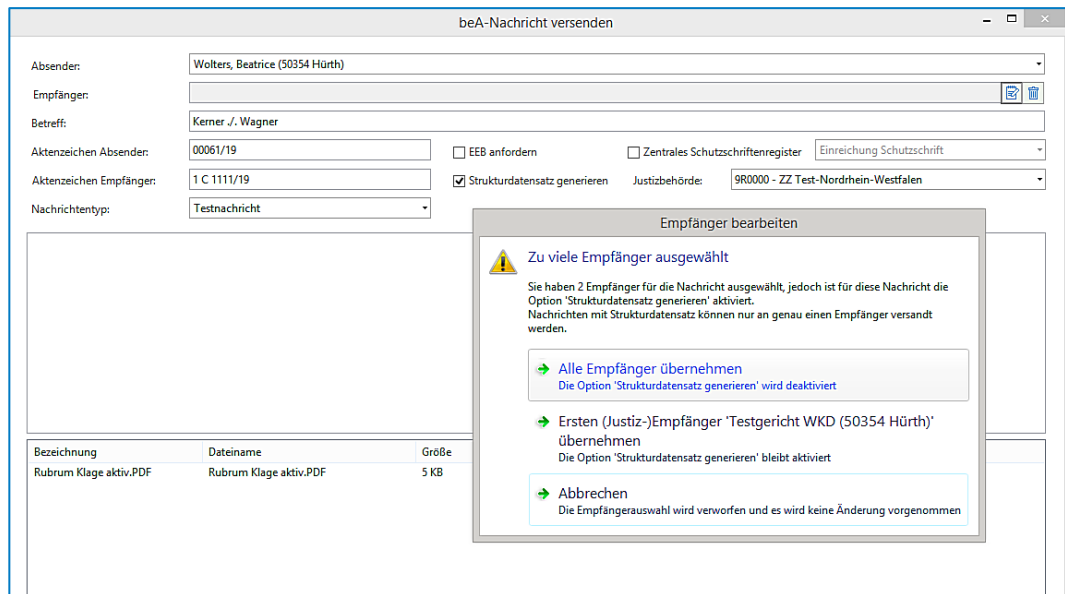 beA-Nachricht versenden
Absender: Wolters, Beatrice (50354 Hürth)
Empfänger:
Betreff: Kerner ./. Wagner
Aktenzeichen Absender: 00061/19 EEB anfordern Zentrales Schutzschriftenregister Einreichung Schutzschrift
Aktenzeichen Empfänger: 1 C 1111/19 Strukturdatensatz generieren Justizbehörde: 9R0000 - ZZ Test-Nordrhein-Westfalen
Nachrichtentyp: Testnachricht
Empfänger bearbeiten
Zu viele Empfänger ausgewählt
Sie haben 2 Empfänger für die Nachricht ausgewählt, jedoch ist für diese Nachricht die
Option 'Strukturdatensatz generieren' aktiviert.
Nachrichten mit Strukturdatensatz können nur an genau einen Empfänger versandt
werden.
Alle Empfänger übernehmen
Die Option 'Strukturdatensatz generieren' wird deaktiviert
Ersten (Justiz-)Empfänger 'Testgericht WKD (50354 Hürth)'
übernehmen
Die Option 'Strukturdatensatz generieren' bleibt aktiviert
Abbrechen
Die Empfängerauswahl wird verworfen und es wird keine Änderung vorgenommen
Bezeichnung Dateiname Größe
Rubrum Klage aktiv.PDF Rubrum Klage aktiv.PDF 5 KB